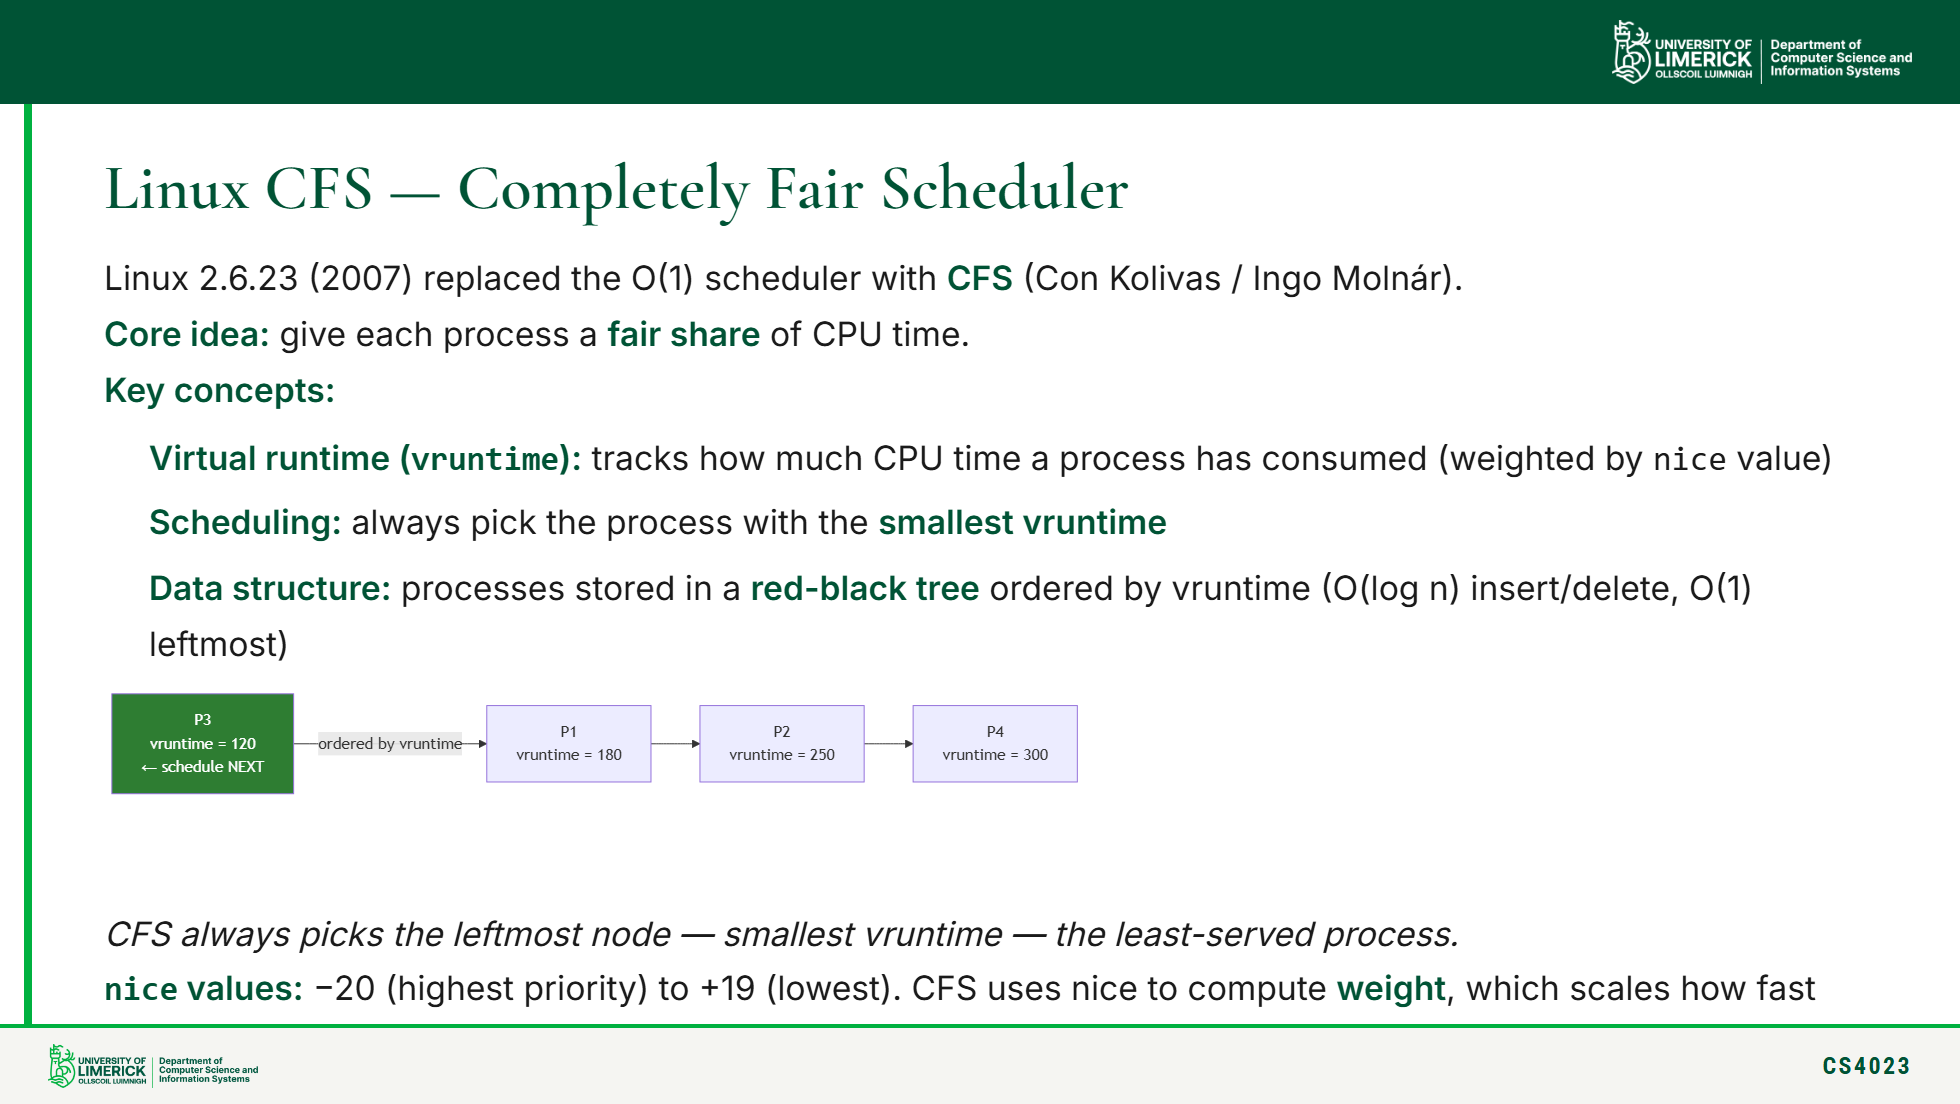 UNIVERSITY OF
LIMERICK
OLLSCOIL LUIMNIGH
Department of
Computer Science and
Information Systems
Linux CFS — Completely Fair Scheduler
Linux 2.6.23 (2007) replaced the O(1) scheduler with CFS (Con Kolivas / Ingo Molnár).
Core idea: give each process a fair share of CPU time.
Key concepts:
Virtual runtime (vruntime): tracks how much CPU time a process has consumed (weighted by nice value)
Scheduling: always pick the process with the smallest vruntime
Data structure: processes stored in a red-black tree ordered by vruntime (O(log n) insert/delete, O(1)
leftmost)
P3
vruntime = 120
← schedule NEXT
ordered by vruntime
P1
vruntime = 180
P2
vruntime = 250
P4
vruntime = 300
CFS always picks the leftmost node — smallest vruntime — the least-served process.
nice values: −20 (highest priority) to +19 (lowest). CFS uses nice to compute weight, which scales how fast
UNIVERSITY OF
LIMERICK
OLLSCOIL LUIMNIGH
Department of
Computer Science and
Information Systems
CS4023